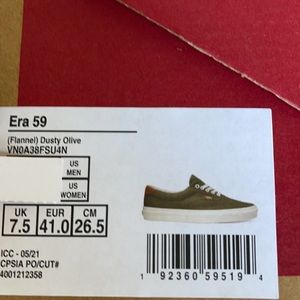 Era 59
(Flannel) Dusty Olive
VN0A38FSU4N
US
MEN
US
WOMEN
UK EUR CM
7.5 41.0 26.5
ICC - 05/21
CPSIA PO/CUT#
4001212358
1 92360 59519 4